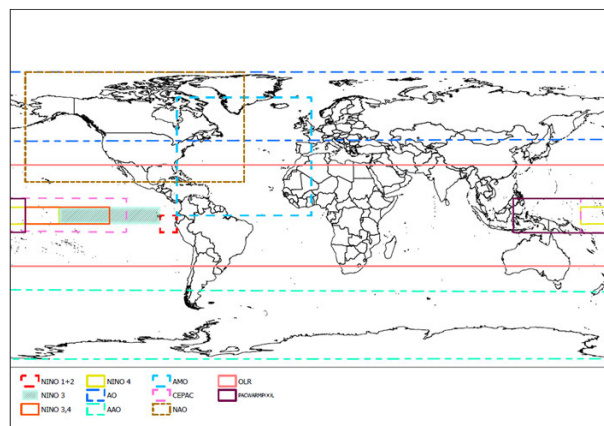 NINO 1+2 NINO 4 AMO OLR
NINO 3 AO CEPAC PACWARMPOOL
NINO 3,4 AAO NAO